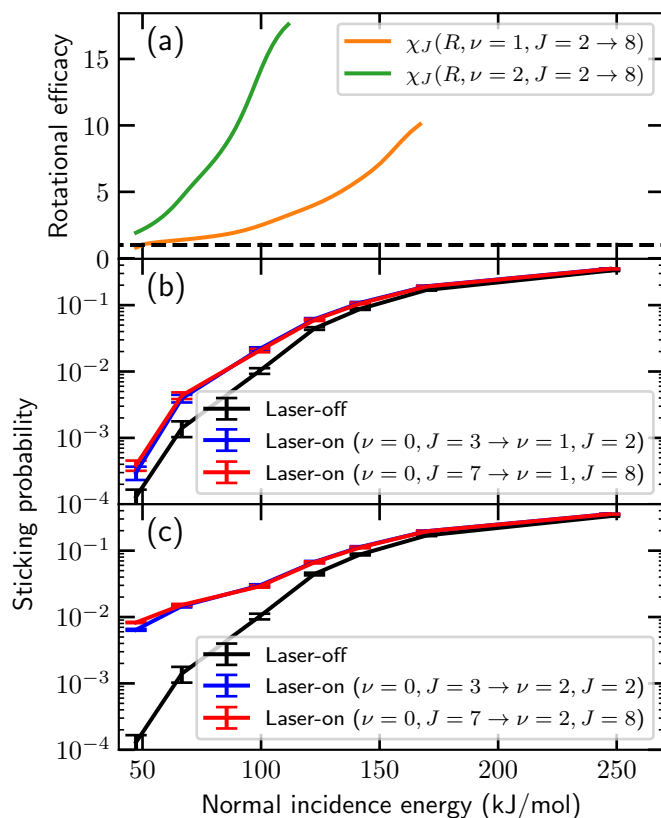 (a)
χ_J(R, ν = 1, J = 2 → 8)
χ_J(R, ν = 2, J = 2 → 8)
15
10
5
0
Rotational efficacy
(b)
10⁻¹
10⁻²
10⁻³
10⁻⁴
Laser-off
Laser-on (ν = 0, J = 3 → ν = 1, J = 2)
Laser-on (ν = 0, J = 7 → ν = 1, J = 8)
Sticking probability
(c)
10⁻¹
10⁻²
10⁻³
10⁻⁴
Laser-off
Laser-on (ν = 0, J = 3 → ν = 2, J = 2)
Laser-on (ν = 0, J = 7 → ν = 2, J = 8)
50 100 150 200 250
Normal incidence energy (kJ/mol)